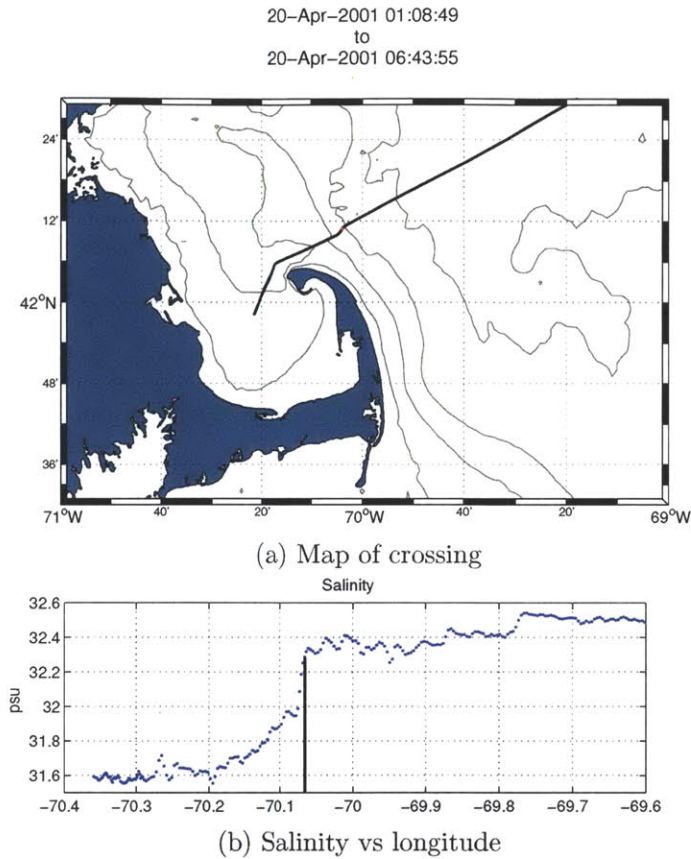 20-Apr-2001 01:08:49
to
20-Apr-2001 06:43:55
24'
12'
42°N
48'
36'
71°W 40' 20' 70°W 40' 20' 69°W
(a) Map of crossing
Salinity
32.6
32.4
32.2
32
31.8
31.6
psu
-70.4 -70.3 -70.2 -70.1 -70 -69.9 -69.8 -69.7 -69.6
(b) Salinity vs longitude